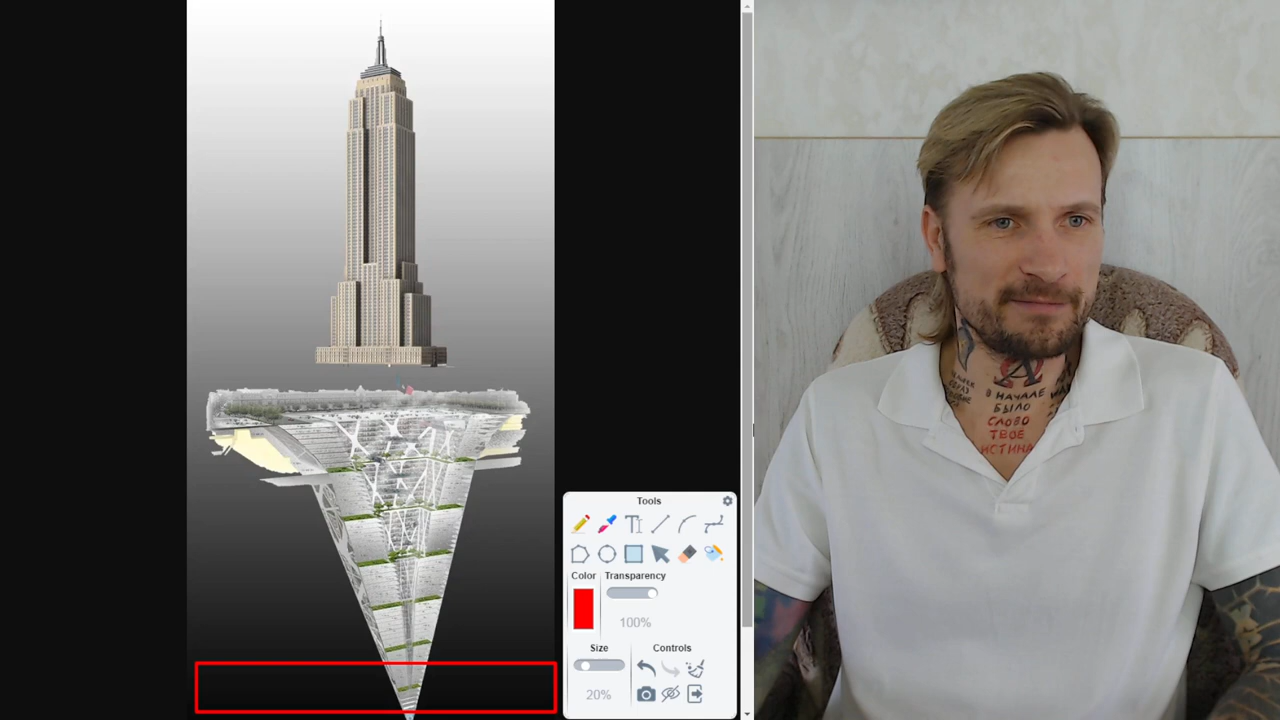 Tools
Color
Transparency
100%
Size
Controls
20%
В НАЧАЛЕ
БЫЛО
СЛОВО
ТВОЕ
ИСТИНА